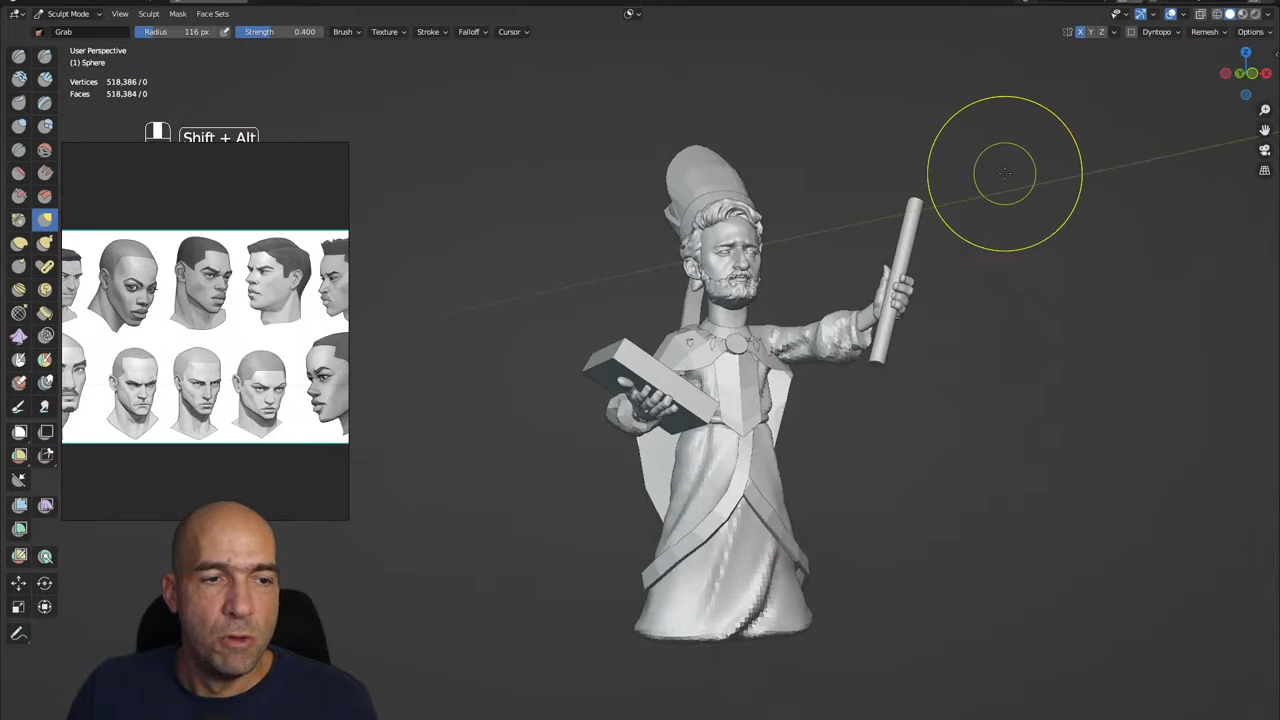 Sculpt Mode View Sculpt Mask Face Sets
Grab Radius 116 px Strength 0.400 Brush Texture Stroke Falloff Cursor X Y Z Dyntopo Remesh Options
User Perspective
(1) Sphere
Vertices 518,386 / 0
Faces 518,384 / 0
Shift + Alt
Z
Y
X